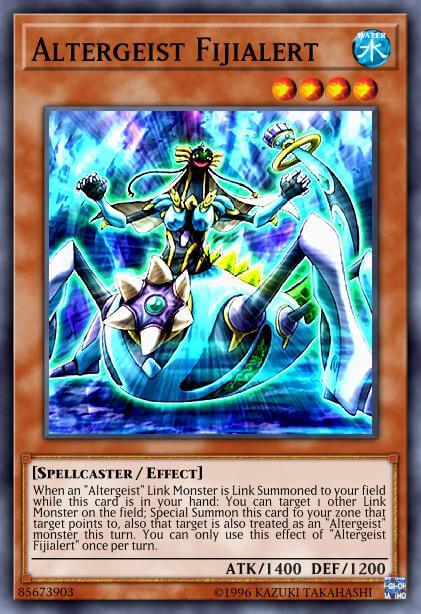 ALTERGEIST FIJIALERT
WATER
水
[SPELLCASTER / EFFECT]
When an "Altergeist" Link Monster is Link Summoned to your field
while this card is in hand: You can target 1 other Link
Monster on the field; Special Summon this card to your zone that
target points to, also that target is also treated as an "Altergeist"
monster this turn. You can only use this effect of "Altergeist
Fijialert" once per turn.
ATK/1400 DEF/1200
85673903
©1996 KAZUKI TAKAHASHI